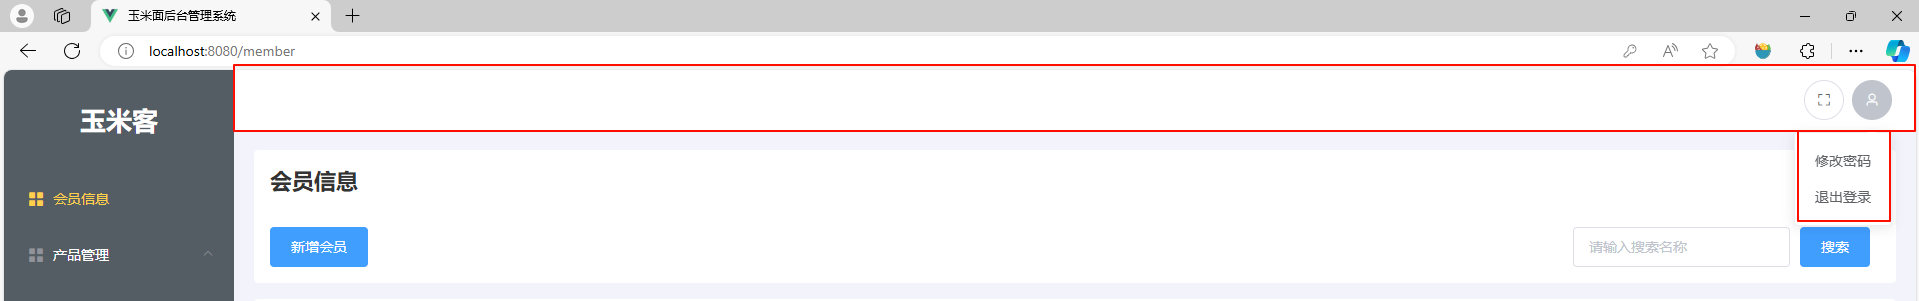 玉米面后台管理系统
localhost:8080/member
玉米客
会员信息
产品管理
会员信息
新增会员
请输入搜索名称
搜索
修改密码
退出登录